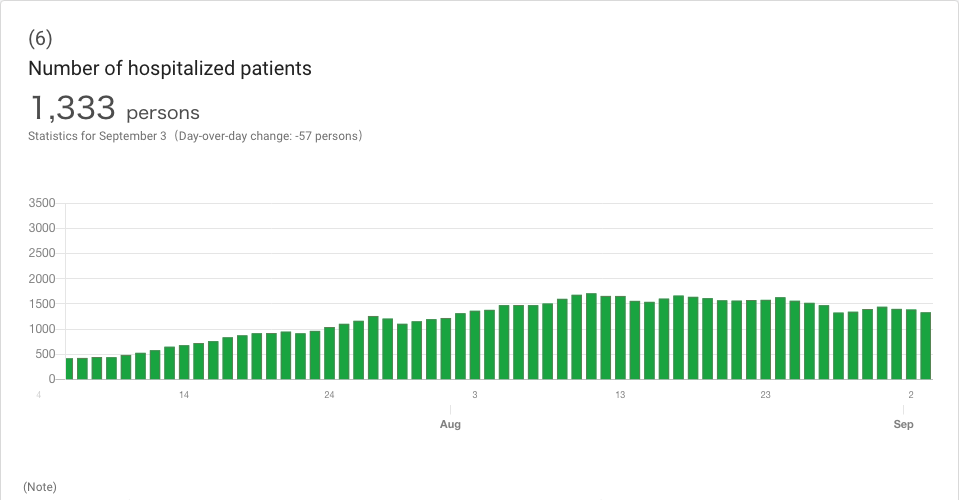 (6)
Number of hospitalized patients
1,333 persons
Statistics for September 3（Day-over-day change: -57 persons）
3500
3000
2500
2000
1500
1000
500
0
4 14 24 3 13 23 2
Aug Sep
(Note)